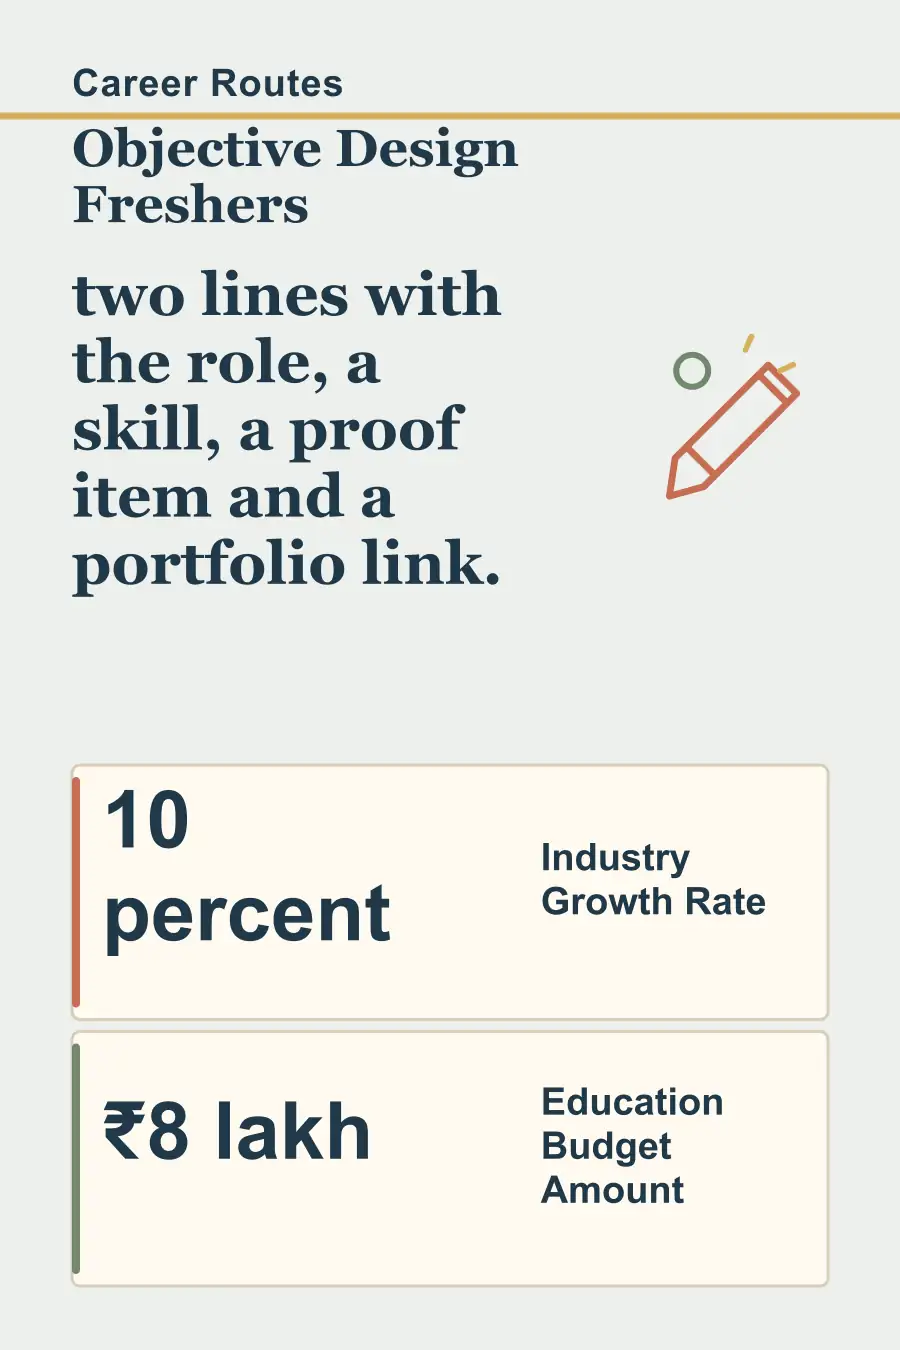 Career Routes
Objective Design
Freshers
two lines with
the role, a
skill, a proof
item and a
portfolio link.
10
percent
Industry
Growth Rate
₹8 lakh
Education
Budget
Amount